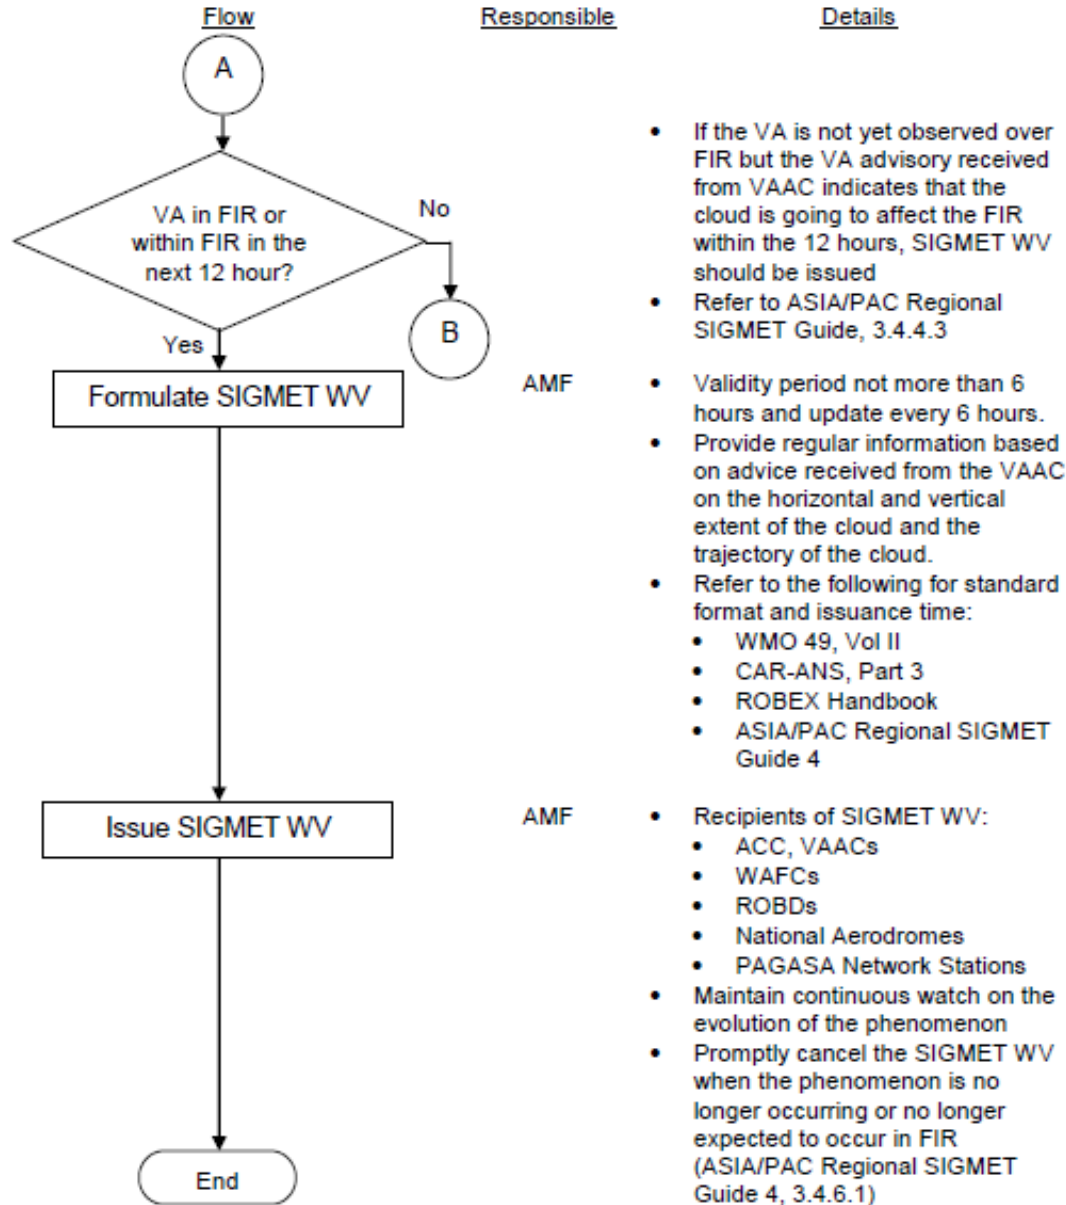 Flow Responsible Details
A
VA in FIR or
within FIR in the
next 12 hour?
No
B
Yes
• If the VA is not yet observed over
FIR but the VA advisory received
from VAAC indicates that the
cloud is going to affect the FIR
within the 12 hours, SIGMET WV
should be issued
• Refer to ASIA/PAC Regional
SIGMET Guide, 3.4.4.3
Formulate SIGMET WV
AMF
• Validity period not more than 6
hours and update every 6 hours.
• Provide regular information based
on advice received from the VAAC
on the horizontal and vertical
extent of the cloud and the
trajectory of the cloud.
• Refer to the following for standard
format and issuance time:
• WMO 49, Vol II
• CAR-ANS, Part 3
• ROBEX Handbook
• ASIA/PAC Regional SIGMET
Guide 4
Issue SIGMET WV
AMF
• Recipients of SIGMET WV:
• ACC, VAACs
• WAFCs
• ROBDs
• National Aerodromes
• PAGASA Network Stations
• Maintain continuous watch on the
evolution of the phenomenon
• Promptly cancel the SIGMET WV
when the phenomenon is no
longer occurring or no longer
expected to occur in FIR
(ASIA/PAC Regional SIGMET
Guide 4, 3.4.6.1)
End